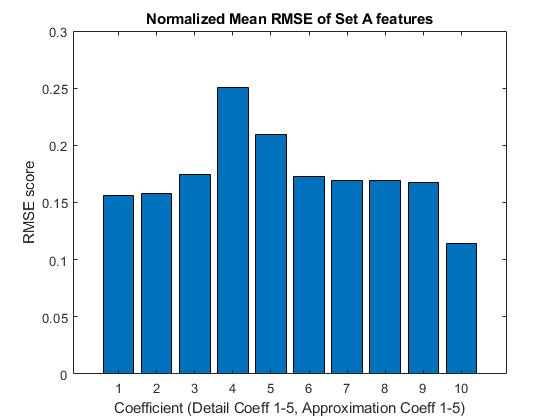 Normalized Mean RMSE of Set A features
0.3
0.25
0.2
0.15
0.1
0.05
0
RMSE score
1 2 3 4 5 6 7 8 9 10
Coefficient (Detail Coeff 1-5, Approximation Coeff 1-5)